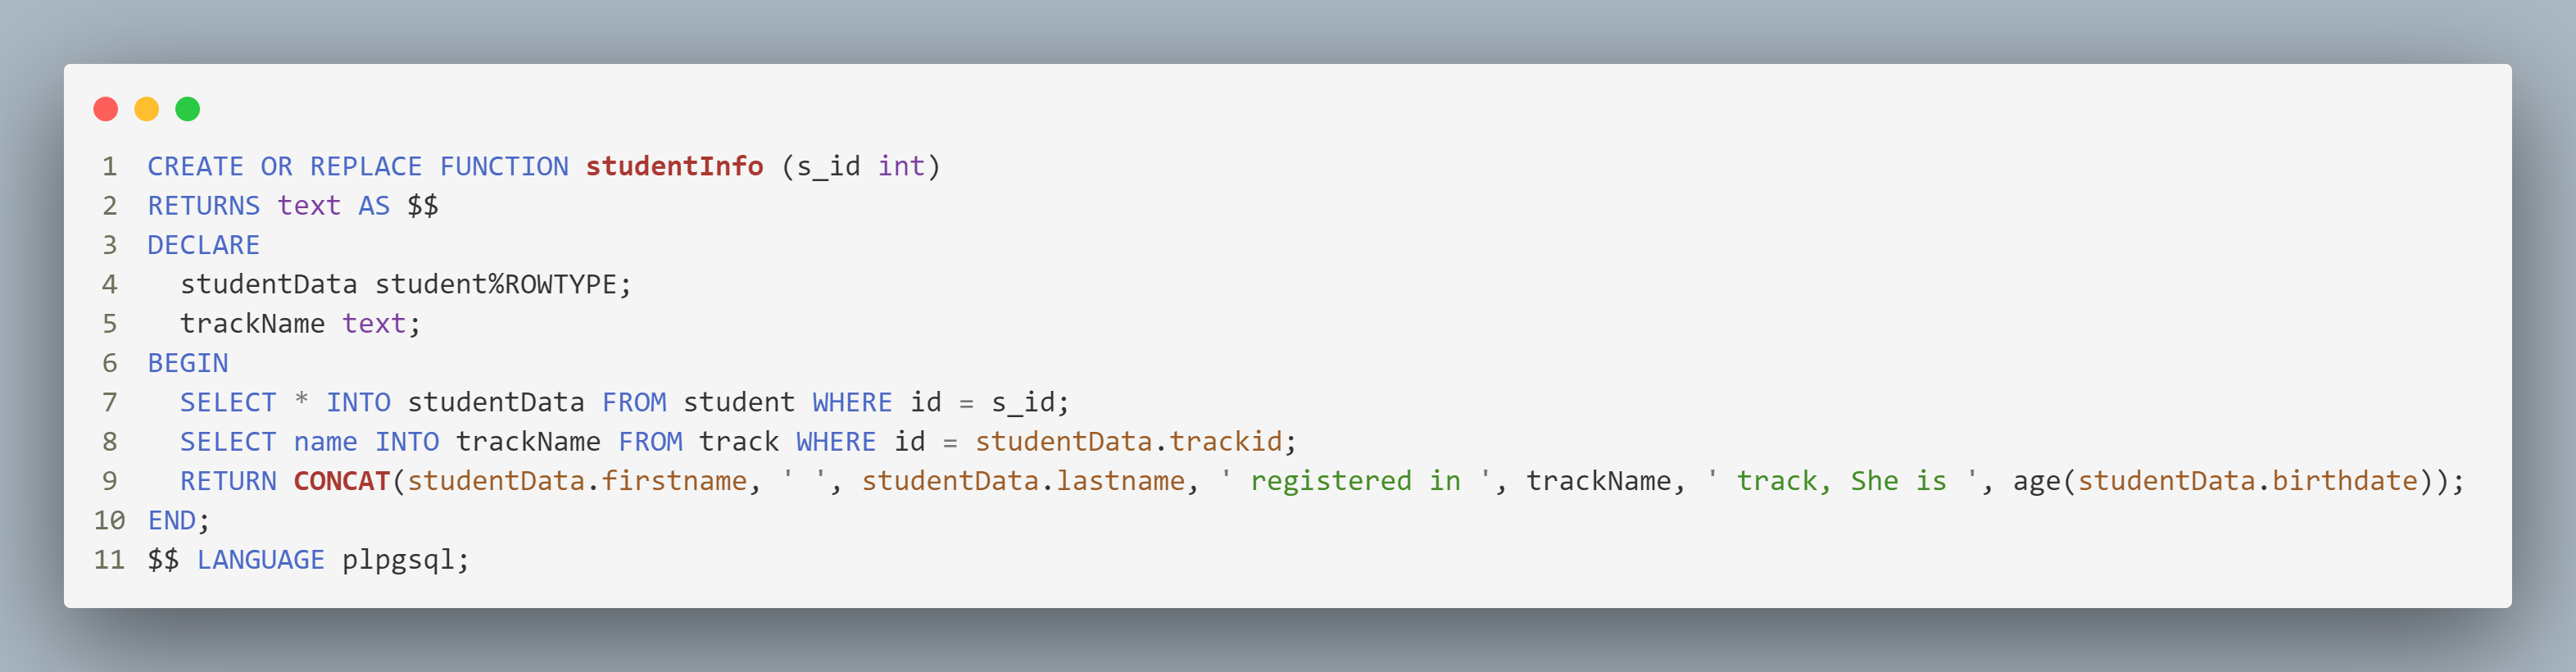 1 CREATE OR REPLACE FUNCTION studentInfo (s_id int)
2 RETURNS text AS $$
3 DECLARE
4   studentData student%ROWTYPE;
5   trackName text;
6 BEGIN
7   SELECT * INTO studentData FROM student WHERE id = s_id;
8   SELECT name INTO trackName FROM track WHERE id = studentData.trackid;
9   RETURN CONCAT(studentData.firstname, ' ', studentData.lastname, ' registered in ', trackName, ' track, She is ', age(studentData.birthdate));
10 END;
11 $$ LANGUAGE plpgsql;